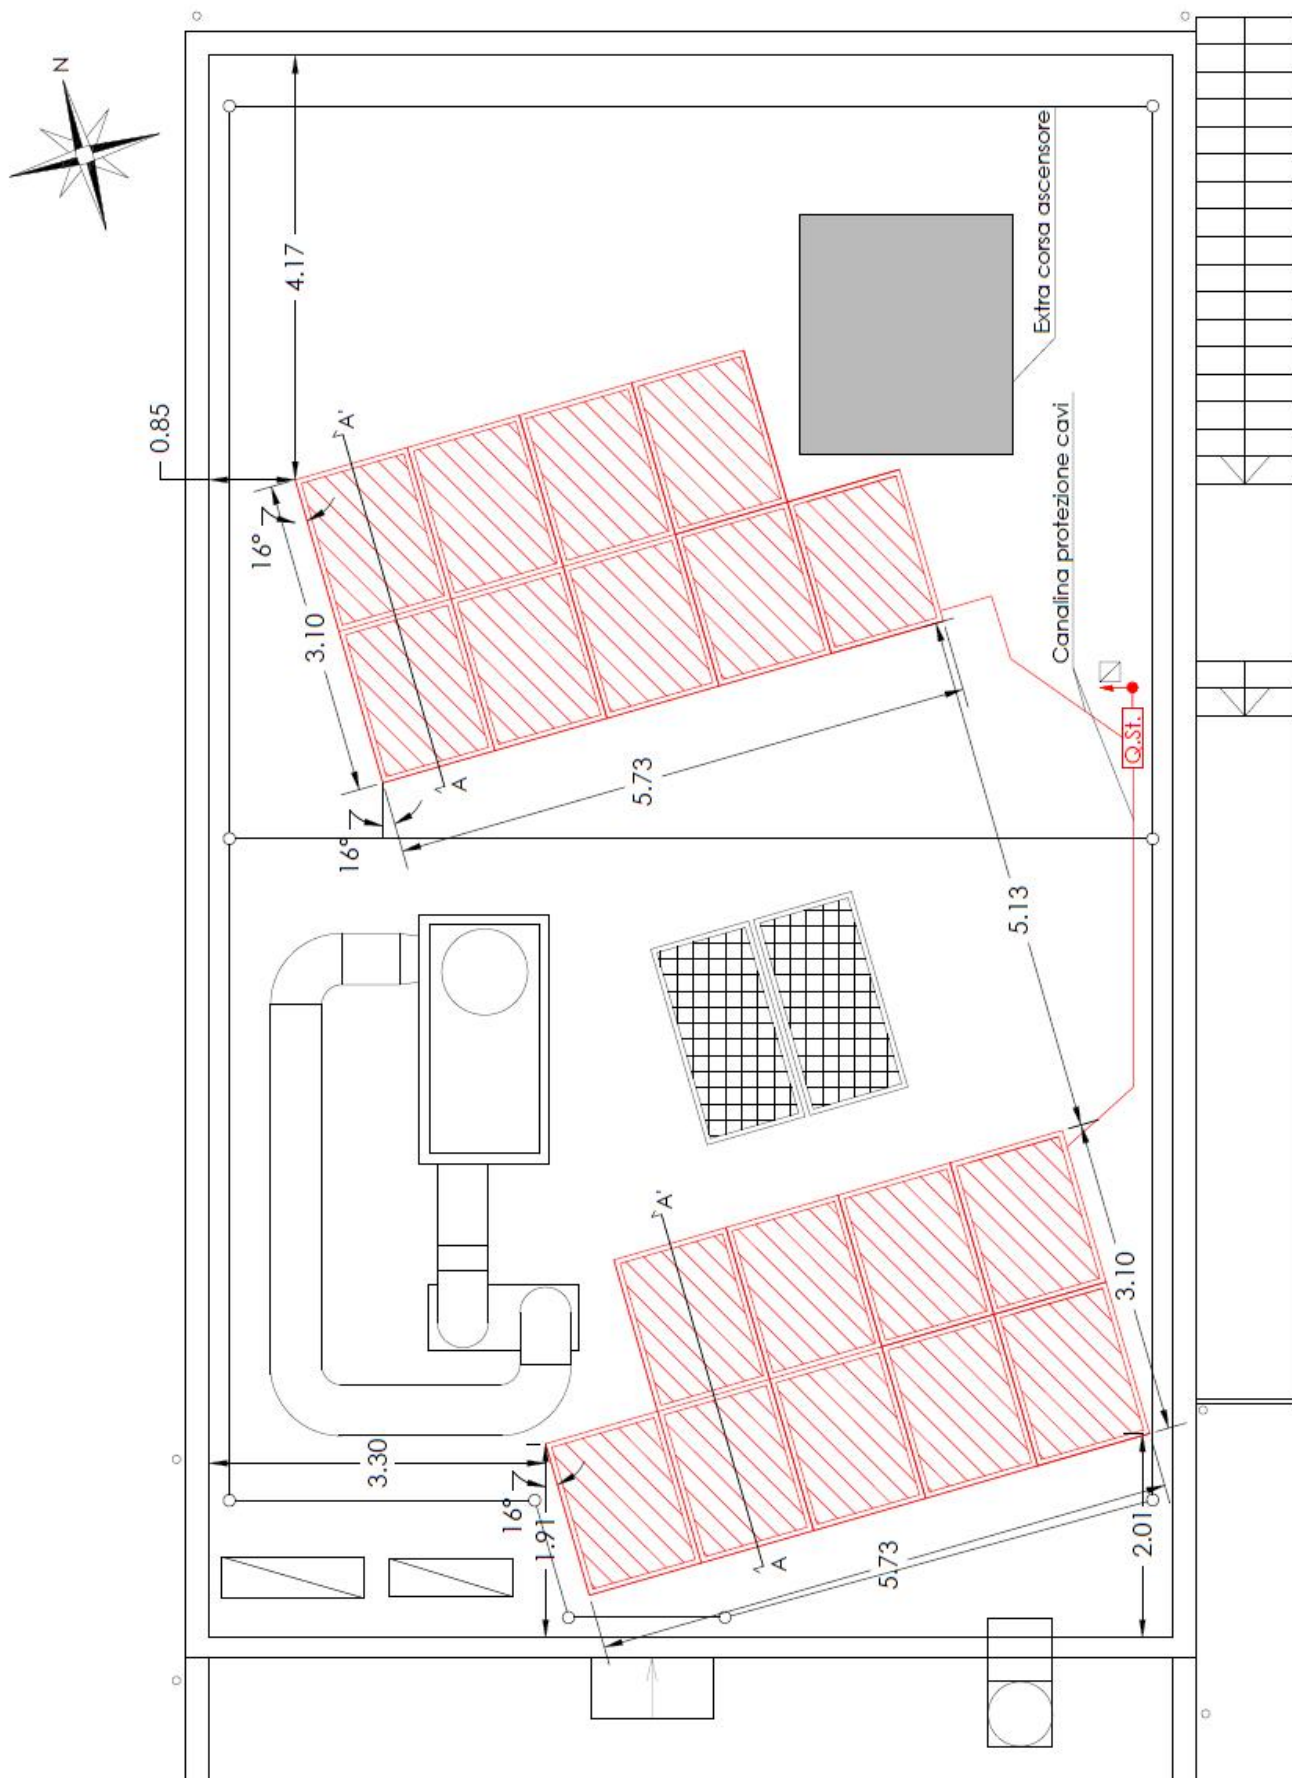 N
4.17
0.85
Extra corsa ascensore
A'
16°
3.10
Canalina protezione cavi
A
16°
5.73
Q.St.
5.13
A'
3.10
3.30
16°
1.91
A
5.73
2.01